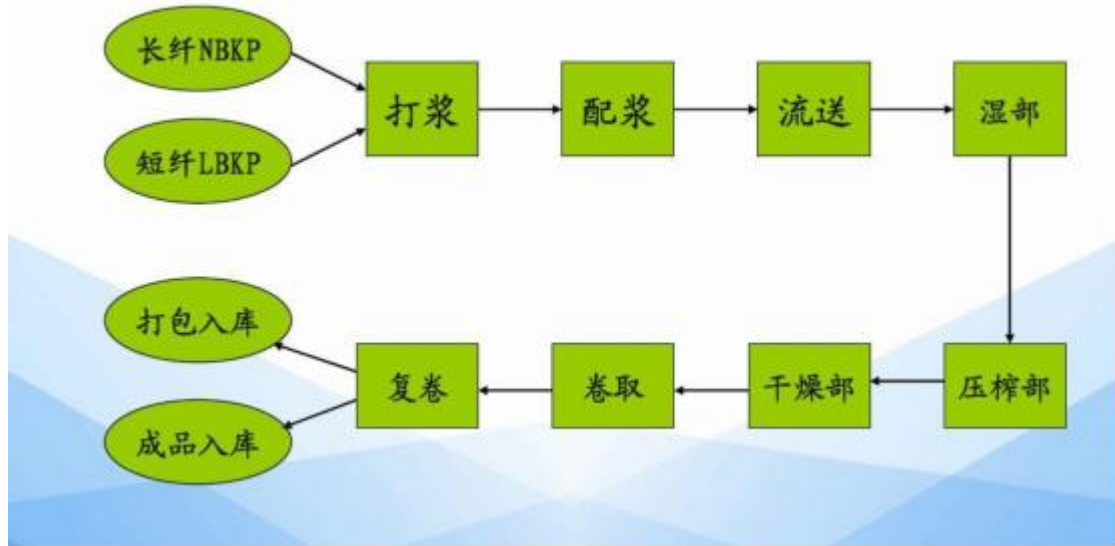 长纤NBKP
短纤LBKP
打浆
配浆
流送
湿部
压榨部
干燥部
卷取
复卷
打包入库
成品入库